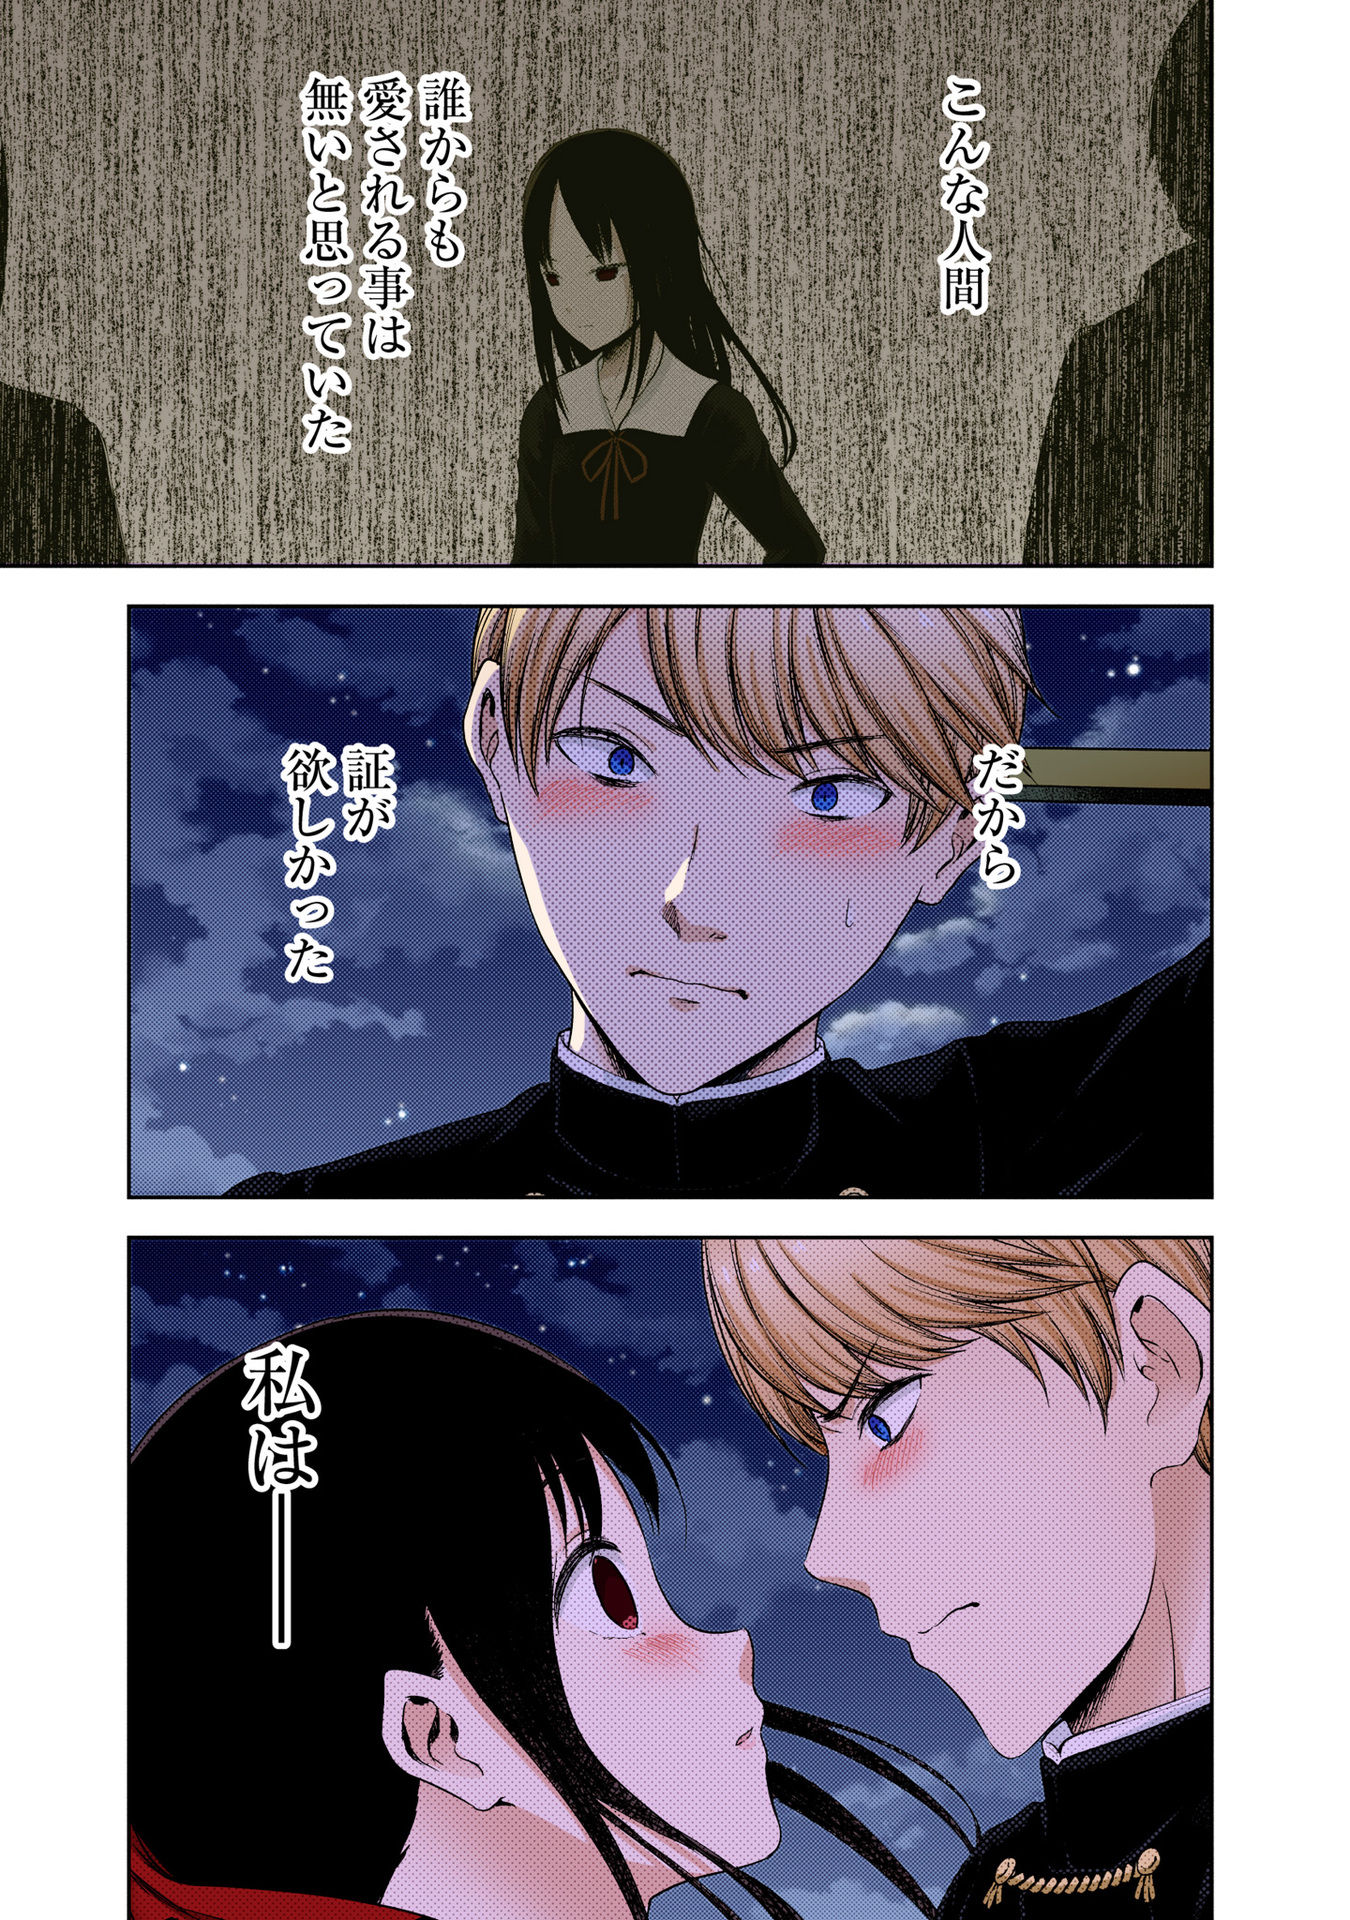 こんな人間
誰からも
愛される事は
無いと思っていた
だから
証が
欲しかった
私は――